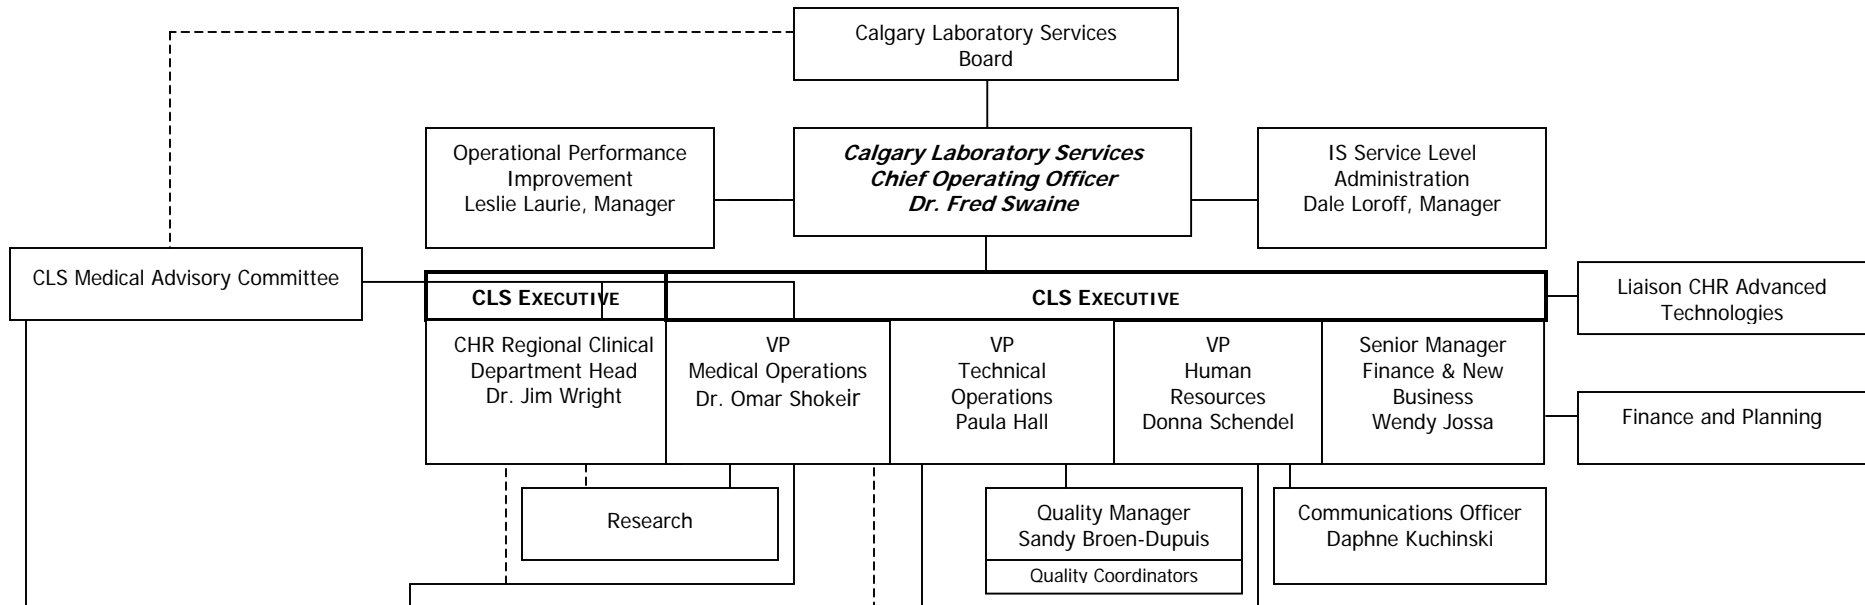 Calgary Laboratory Services
Board
Operational Performance
Improvement
Leslie Laurie, Manager
Calgary Laboratory Services
Chief Operating Officer
Dr. Fred Swaine
IS Service Level
Administration
Dale Loroff, Manager
CLS Medical Advisory Committee
CLS EXECUTIVE
CLS EXECUTIVE
Liaison CHR Advanced
Technologies
CHR Regional Clinical
Department Head
Dr. Jim Wright
VP
Medical Operations
Dr. Omar Shokeir
VP
Technical
Operations
Paula Hall
VP
Human
Resources
Donna Schendel
Senior Manager
Finance & New
Business
Wendy Jossa
Finance and Planning
Research
Quality Manager
Sandy Broen-Dupuis
Quality Coordinators
Communications Officer
Daphne Kuchinski